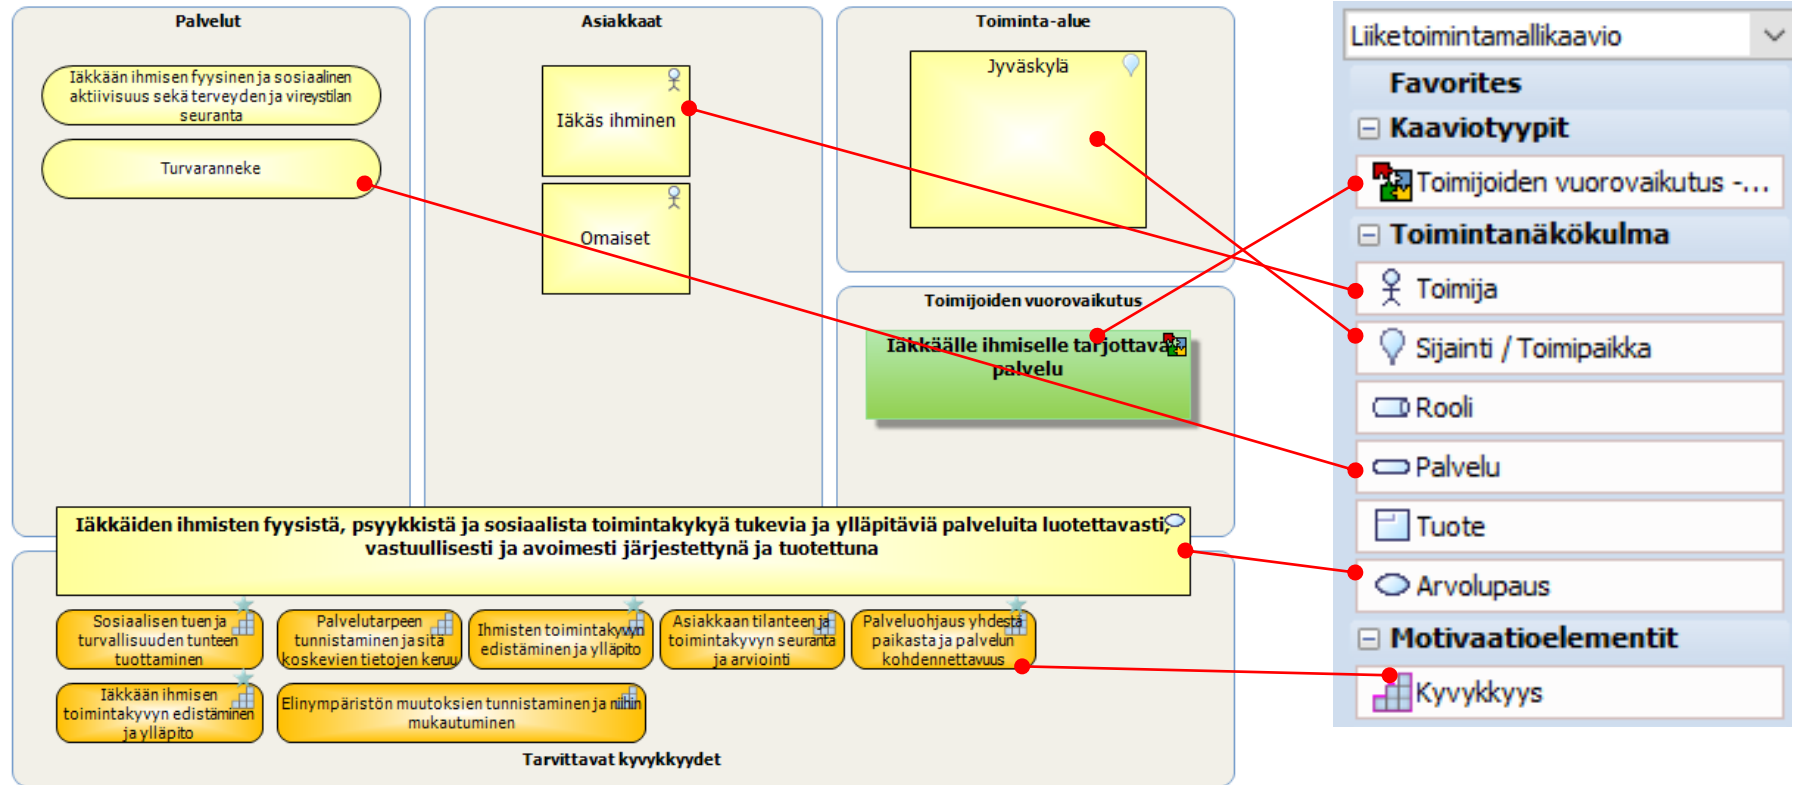 Palvelut
Iäkkään ihmisen fyysinen ja sosiaalinen
aktiivisuus sekä terveyden ja vireystilan
seuranta
Turvaranneke
Asiakkaat
Iäkäs ihminen
Omaiset
Toiminta-alue
Jyväskylä
Toimijoiden vuorovaikutus
Iäkkäälle ihmiselle tarjottava
palvelu
Iäkkäiden ihmisten fyysistä, psyykkistä ja sosiaalista toimintakykyä tukevia ja ylläpitäviä palveluita luotettavasti,
vastuullisesti ja avoimesti järjestettynä ja tuotettuna
Sosiaalisen tuen ja
turvallisuuden tunteen
tuottaminen
Palvelutarpeen
tunnistaminen ja sitä
koskevien tietojen keruu
Ihmisten toimintakyvyn
edistäminen ja ylläpito
Asiakkaan tilanteen ja
toimintakyvyn seuranta
ja arviointi
Palveluohjaus yhdestä
paikasta ja palvelun
kohdennettavuus
Iäkkään ihmisen
toimintakyvyn edistäminen
ja ylläpito
Elinympäristön muutoksien tunnistaminen ja niihin
mukautuminen
Tarvittavat kyvykkyydet
Liiketoimintamallikaavio
Favorites
Kaaviotyypit
Toimijoiden vuorovaikutus -...
Toimintanäkökulma
Toimija
Sijainti / Toimipaikka
Rooli
Palvelu
Tuote
Arvolupaus
Motivaatioelementit
Kyvykkyys